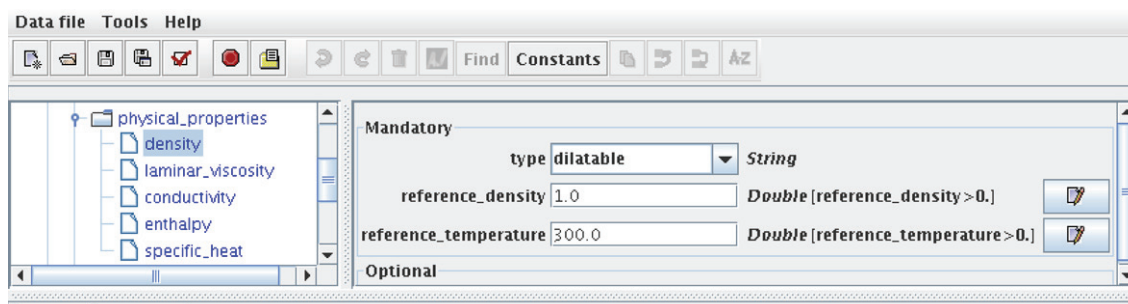 Data file Tools Help
Find Constants AZ
physical_properties
density
laminar_viscosity
conductivity
enthalpy
specific_heat
Mandatory
type dilatable String
reference_density 1.0 Double [reference_density>0.]
reference_temperature 300.0 Double [reference_temperature>0.]
Optional